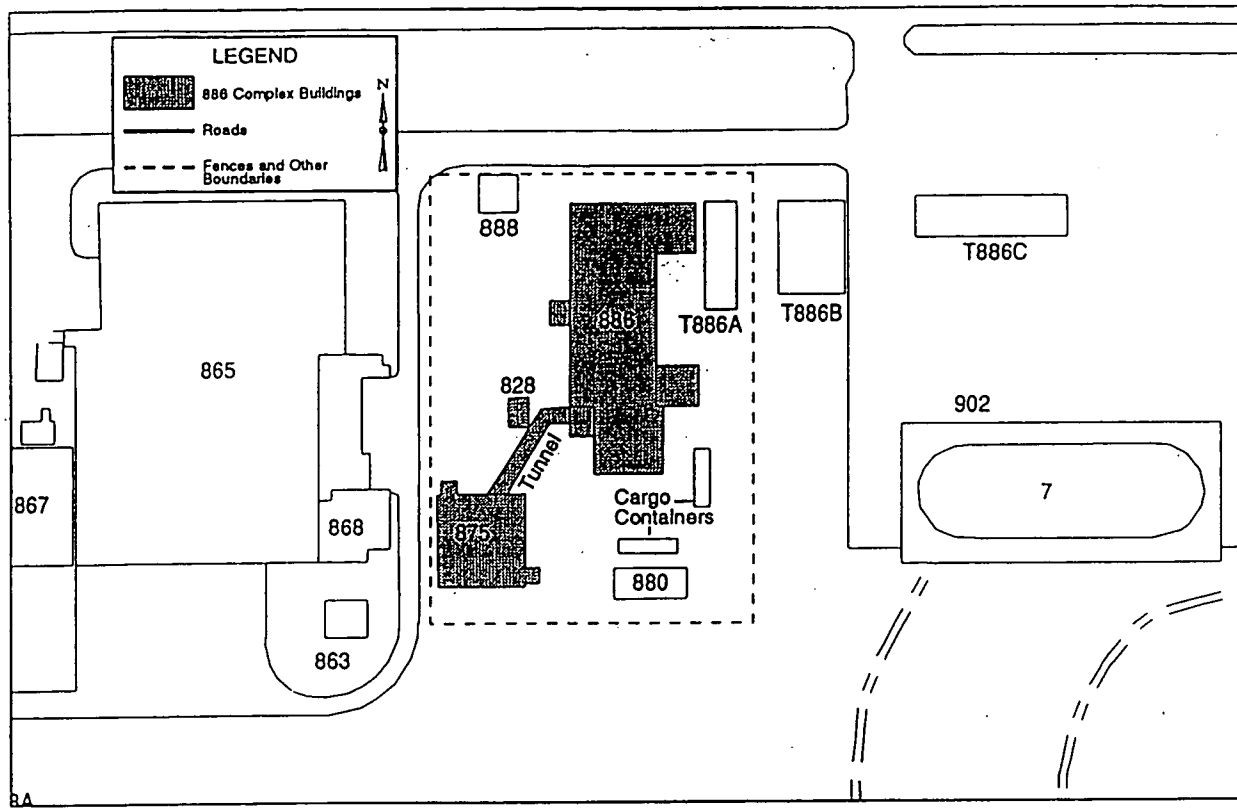 LEGEND
886 Complex Buildings
N
Roads
Fences and Other
Boundaries
888
886
T886A
T886B
T886C
865
828
902
Tunnel
7
867
868
875
Cargo
Containers
880
863
8A